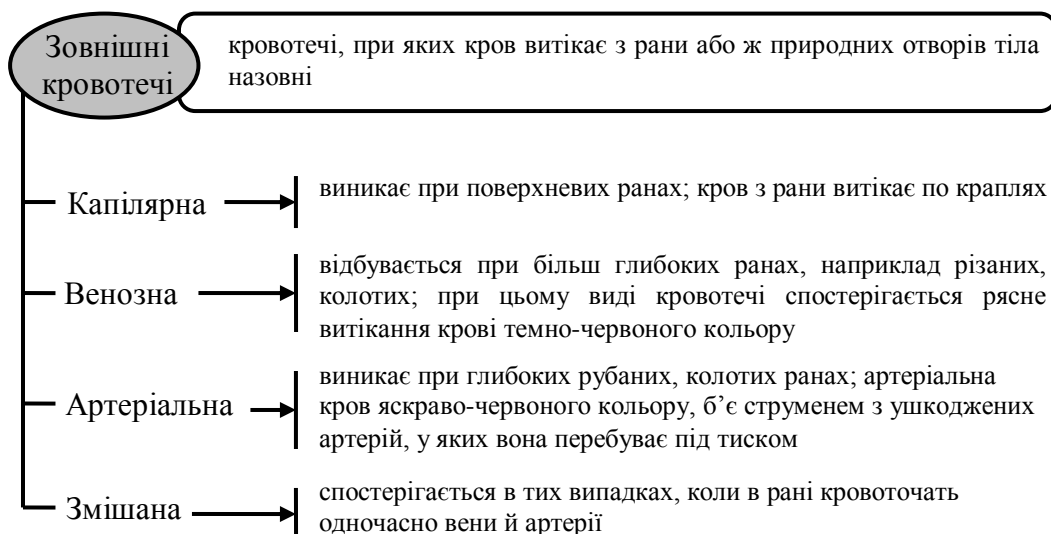 Зовнішні
кровотечі
кровотечі, при яких кров витікає з рани або ж природних отворів тіла
назовні
Капілярна
виникає при поверхневих ранах; кров з рани витікає по краплях
Венозна
відбувається при більш глибоких ранах, наприклад різаних,
колотих; при цьому виді кровотечі спостерігається рясне
витікання крові темно-червоного кольору
Артеріальна
виникає при глибоких рубаних, колотих ранах; артеріальна
кров яскраво-червоного кольору, б’є струменем з ушкоджених
артерій, у яких вона перебуває під тиском
Змішана
спостерігається в тих випадках, коли в рані кровоточать
одночасно вени й артерії